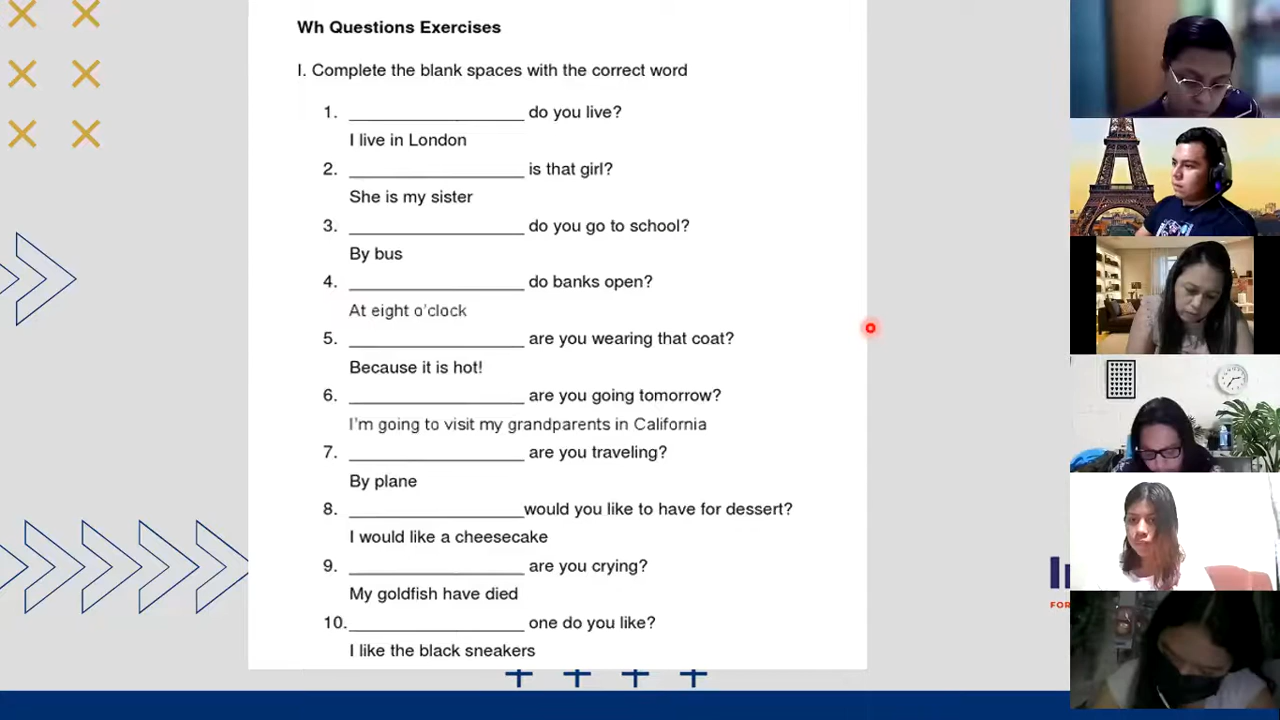 Wh Questions Exercises
I. Complete the blank spaces with the correct word
1. ____________________ do you live?
I live in London
2. ____________________ is that girl?
She is my sister
3. ____________________ do you go to school?
By bus
4. ____________________ do banks open?
At eight o'clock
5. ____________________ are you wearing that coat?
Because it is hot!
6. ____________________ are you going tomorrow?
I'm going to visit my grandparents in California
7. ____________________ are you traveling?
By plane
8. ____________________would you like to have for dessert?
I would like a cheesecake
9. ____________________ are you crying?
My goldfish have died
10.____________________ one do you like?
I like the black sneakers
FOR